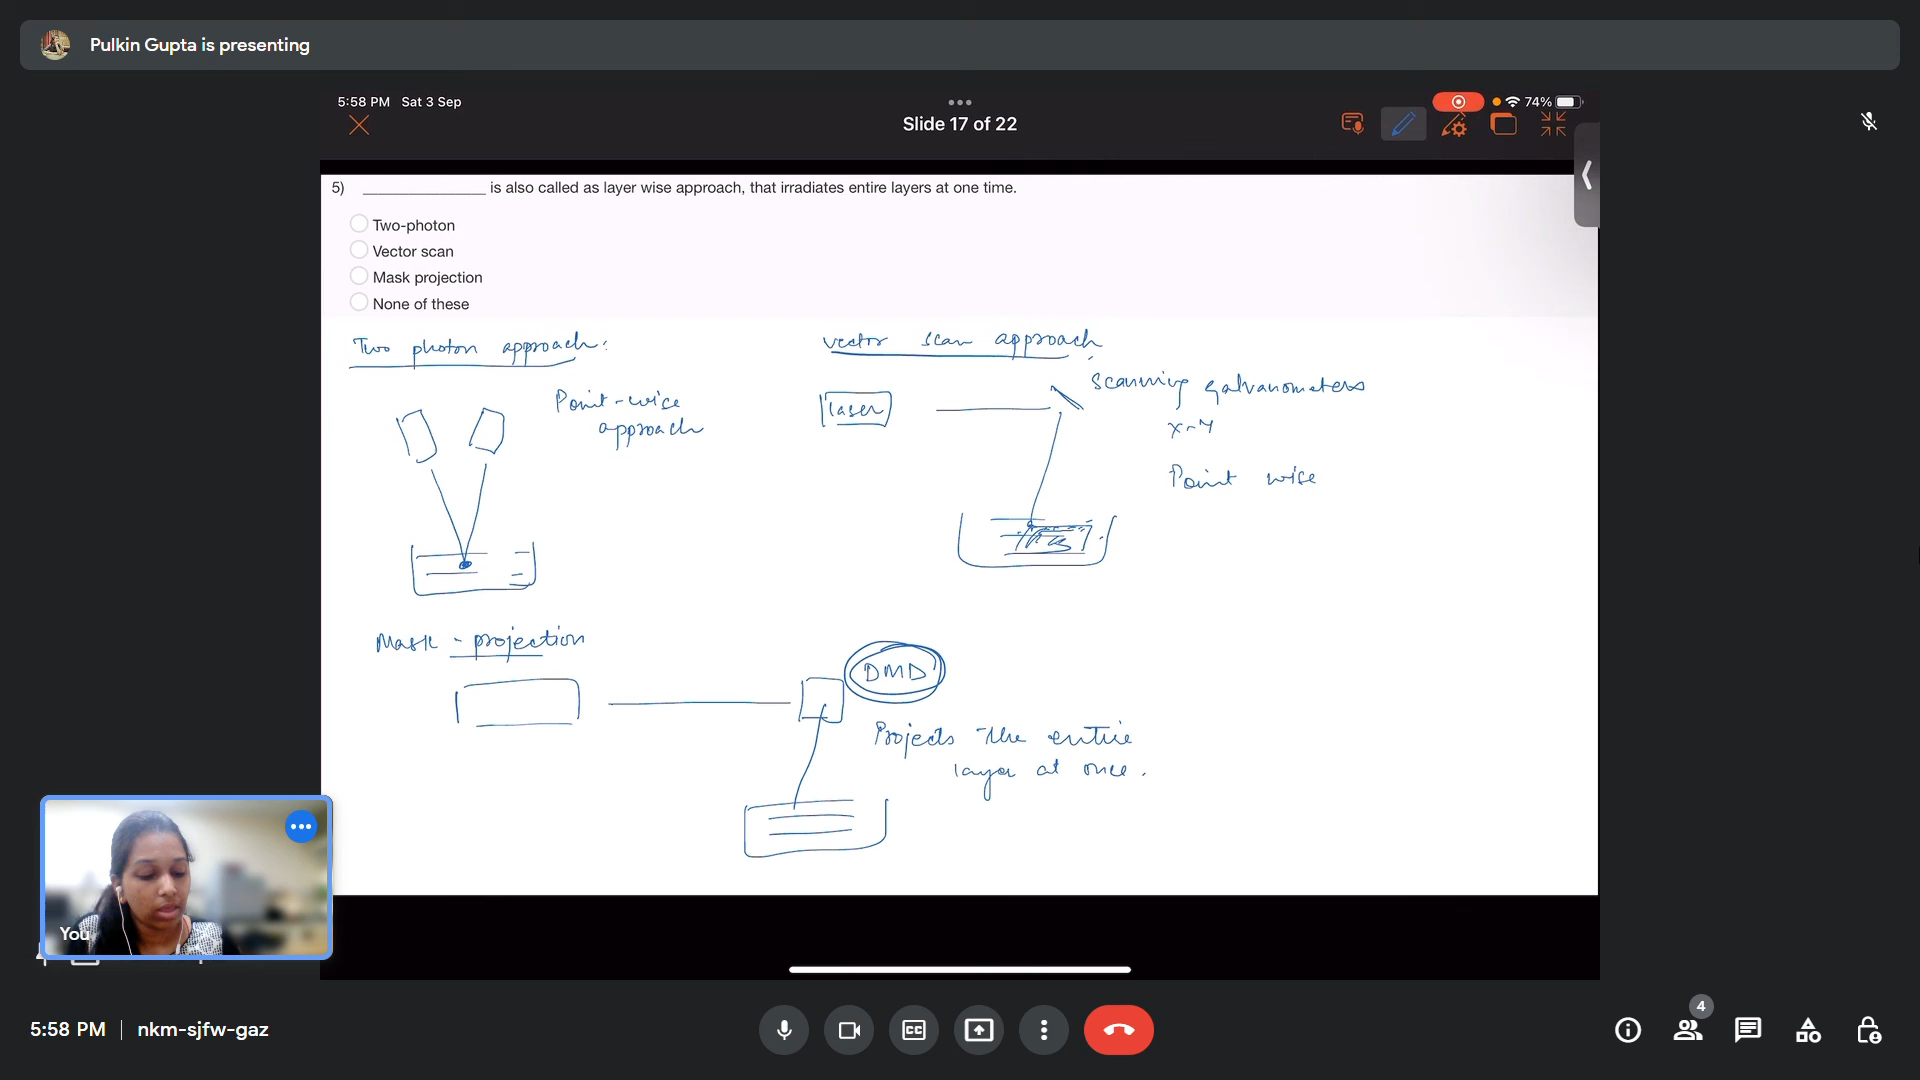 Pulkin Gupta is presenting
5:58 PM Sat 3 Sep
74%
Slide 17 of 22
5) ______________ is also called as layer wise approach, that irradiates entire layers at one time.
Two-photon
Vector scan
Mask projection
None of these
Two photon approach:
Point-wise
approach
vector scan approach
laser
Scanning galvanometers
x-y
Point wise
Mask - projection
DMD
Projects the entire
layer at once.
You
5:58 PM | nkm-sjfw-gaz
CC
4